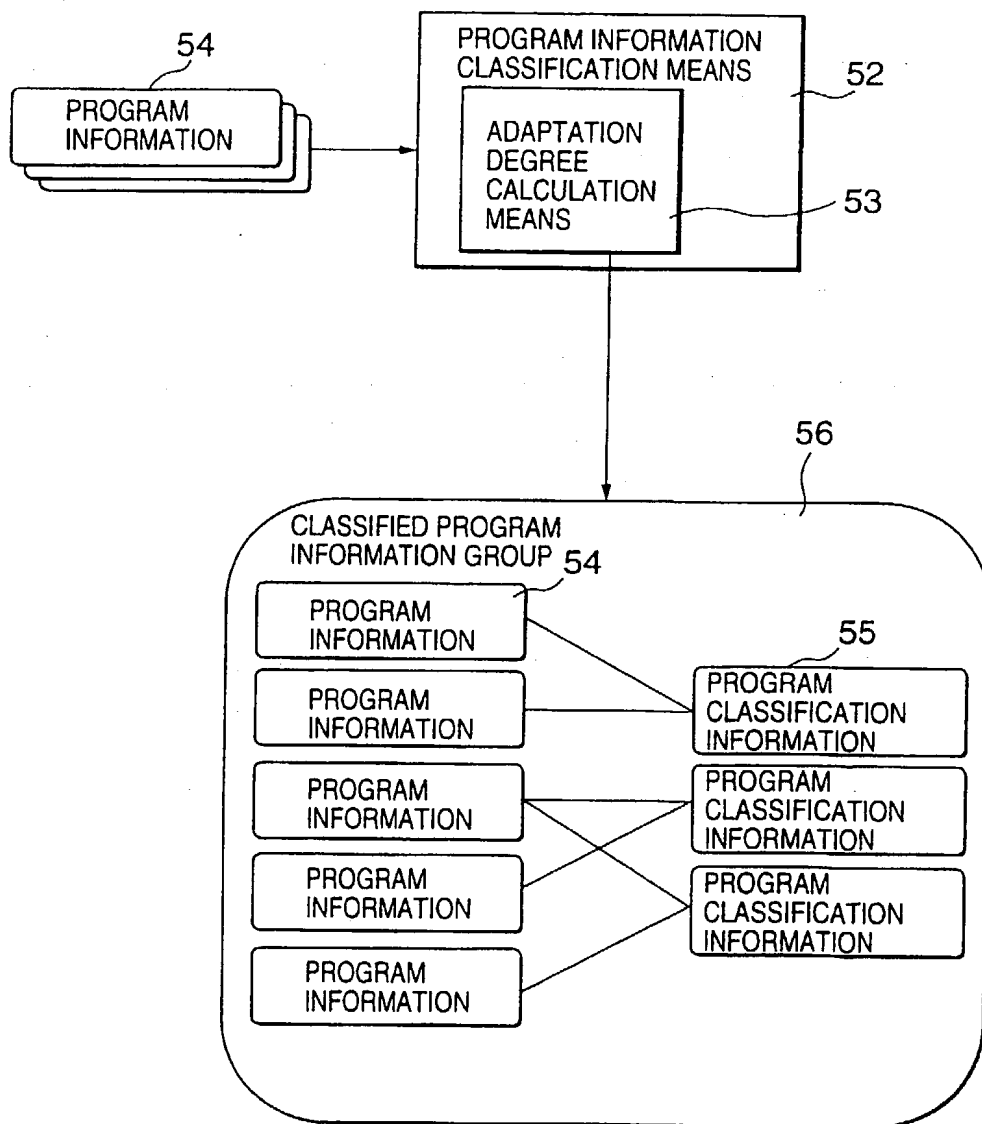 54
PROGRAM
INFORMATION
PROGRAM INFORMATION
CLASSIFICATION MEANS
52
ADAPTATION
DEGREE
CALCULATION
MEANS
53
56
CLASSIFIED PROGRAM
INFORMATION GROUP
54
PROGRAM
INFORMATION
PROGRAM
INFORMATION
PROGRAM
INFORMATION
PROGRAM
INFORMATION
PROGRAM
INFORMATION
55
PROGRAM
CLASSIFICATION
INFORMATION
PROGRAM
CLASSIFICATION
INFORMATION
PROGRAM
CLASSIFICATION
INFORMATION